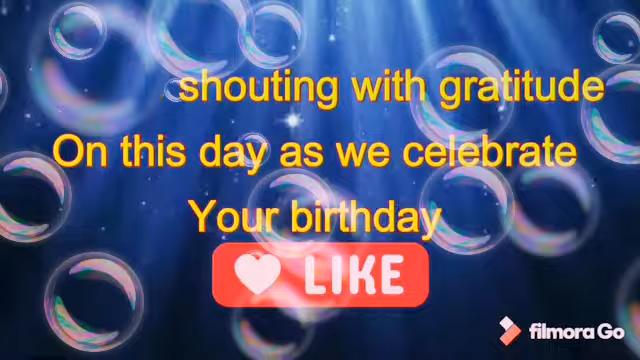 shouting with gratitude
On this day as we celebrate
Your birthday
LIKE
filmora Go